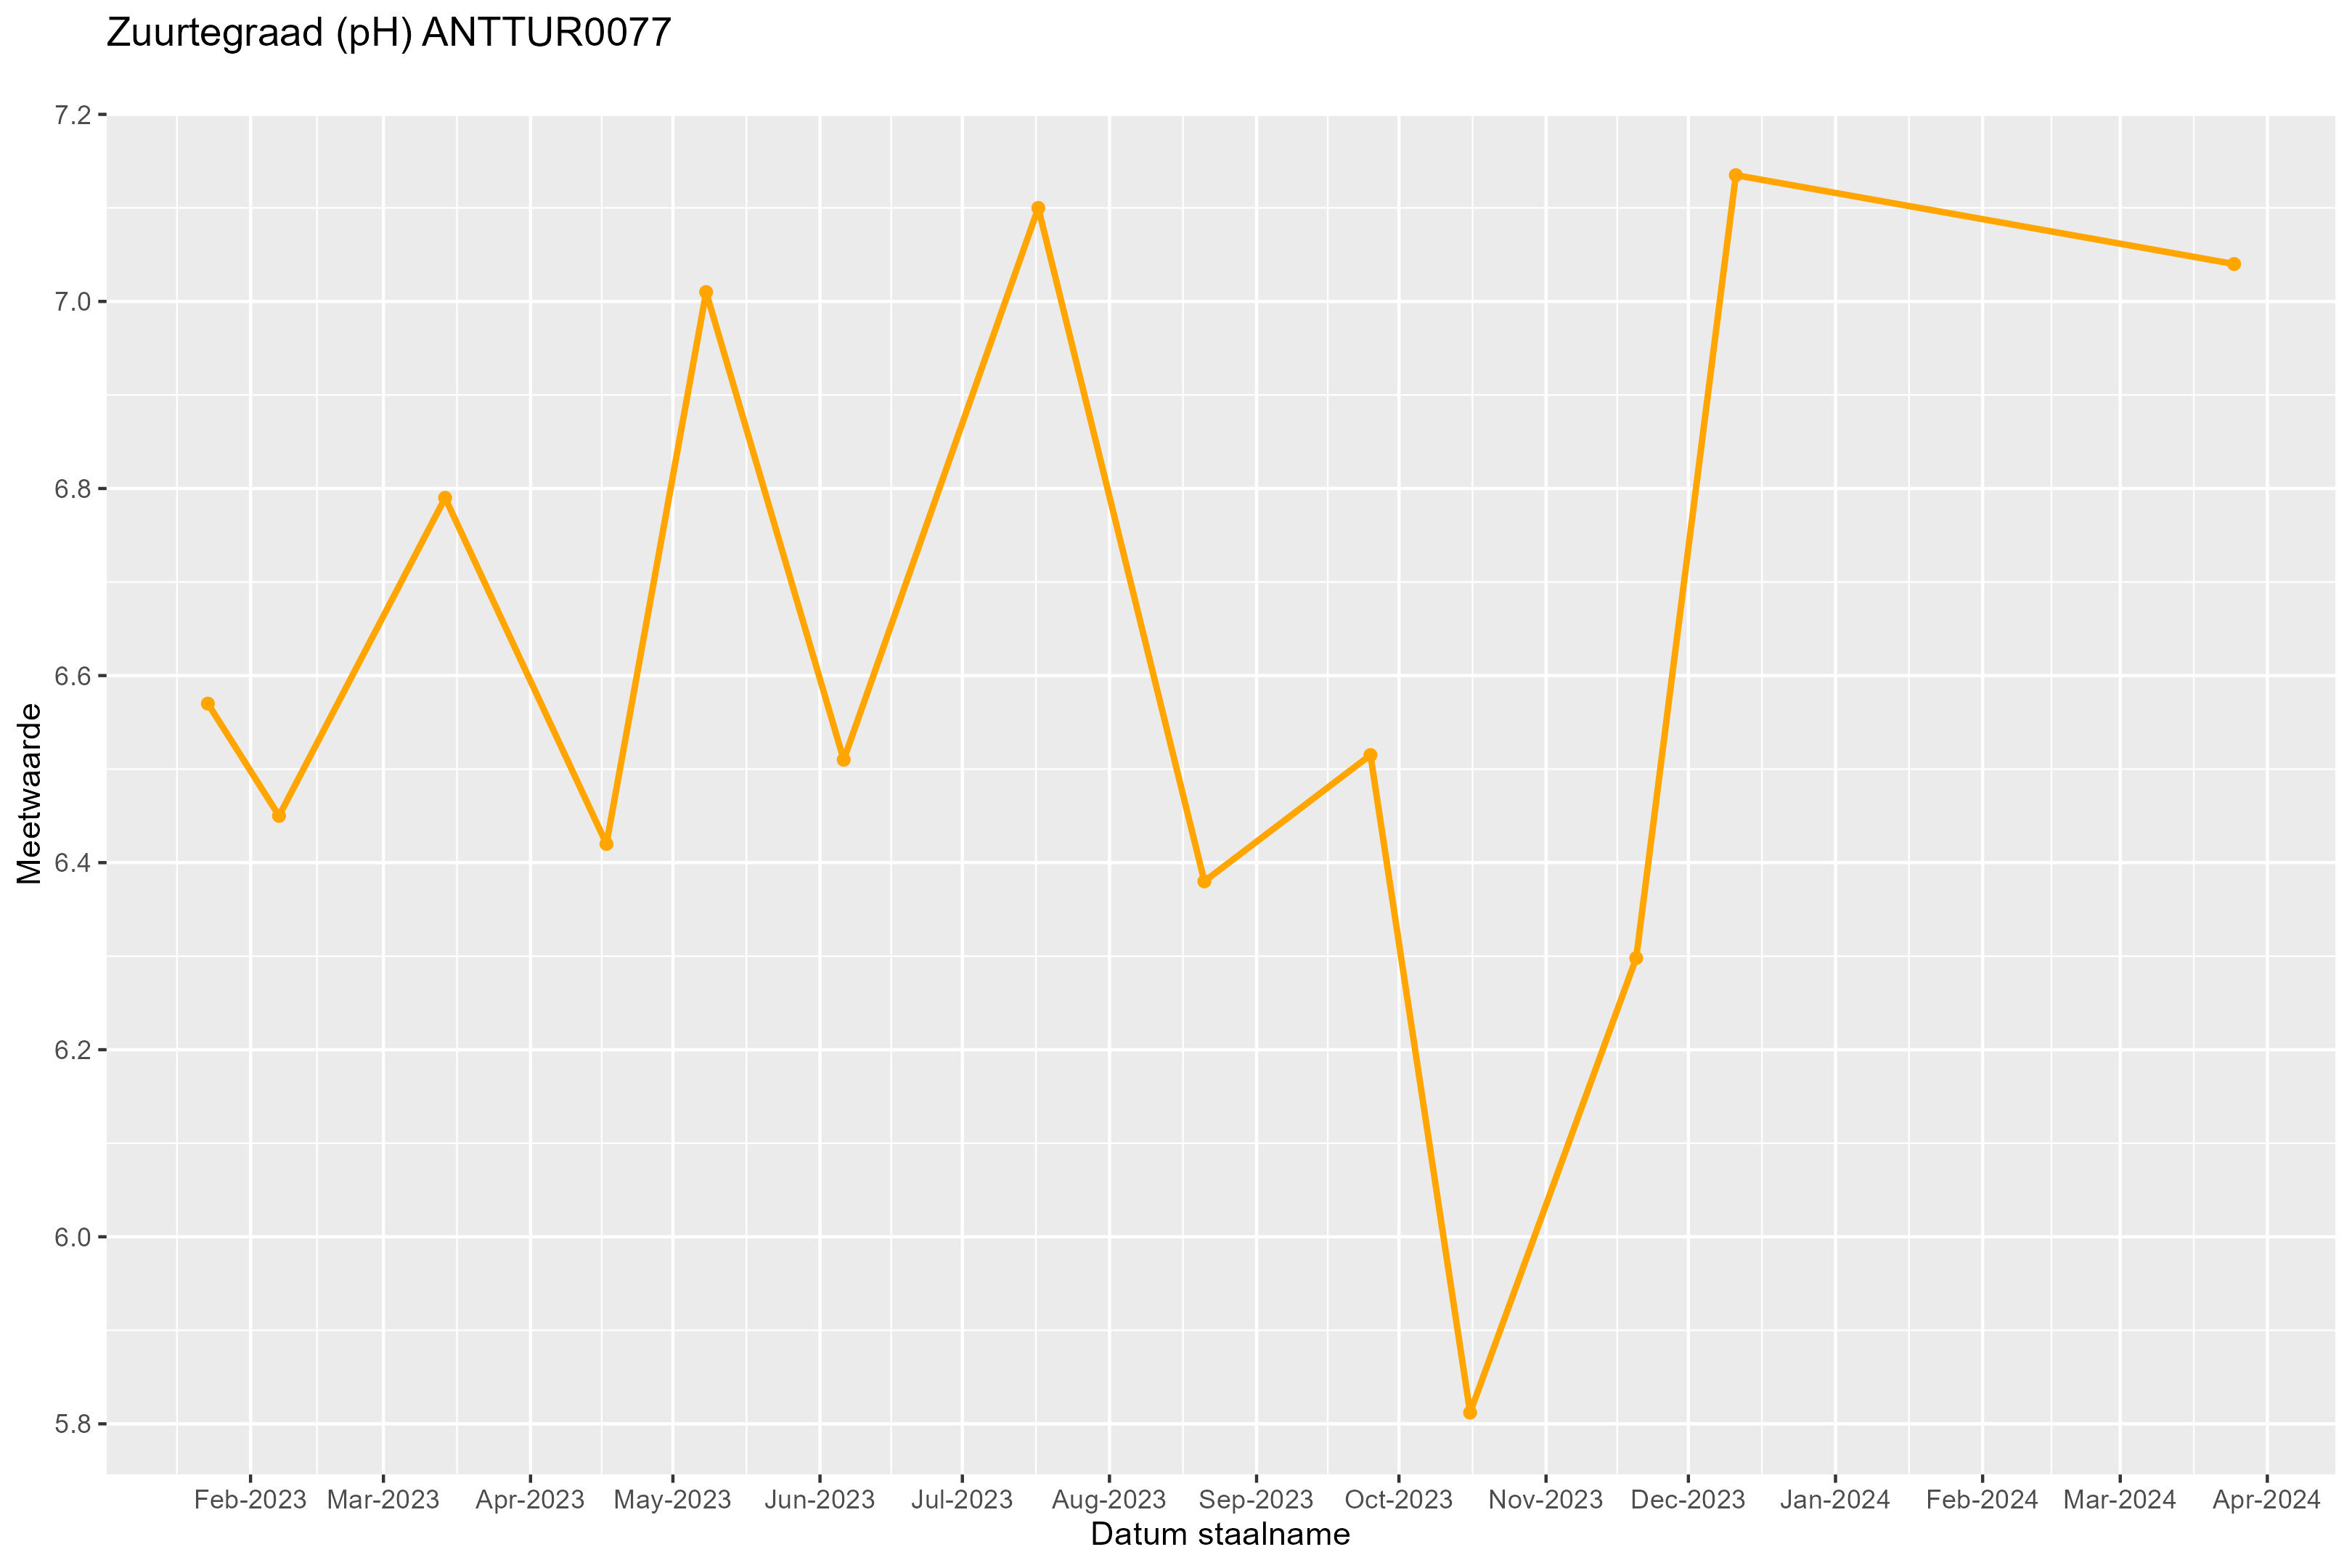 Zuurtegraad (pH) ANTTUR0077
7.2
7.0
6.8
6.6
6.4
6.2
6.0
5.8
Meetwaarde
Feb-2023 Mar-2023 Apr-2023 May-2023 Jun-2023 Jul-2023 Aug-2023 Sep-2023 Oct-2023 Nov-2023 Dec-2023 Jan-2024 Feb-2024 Mar-2024 Apr-2024
Datum staalname